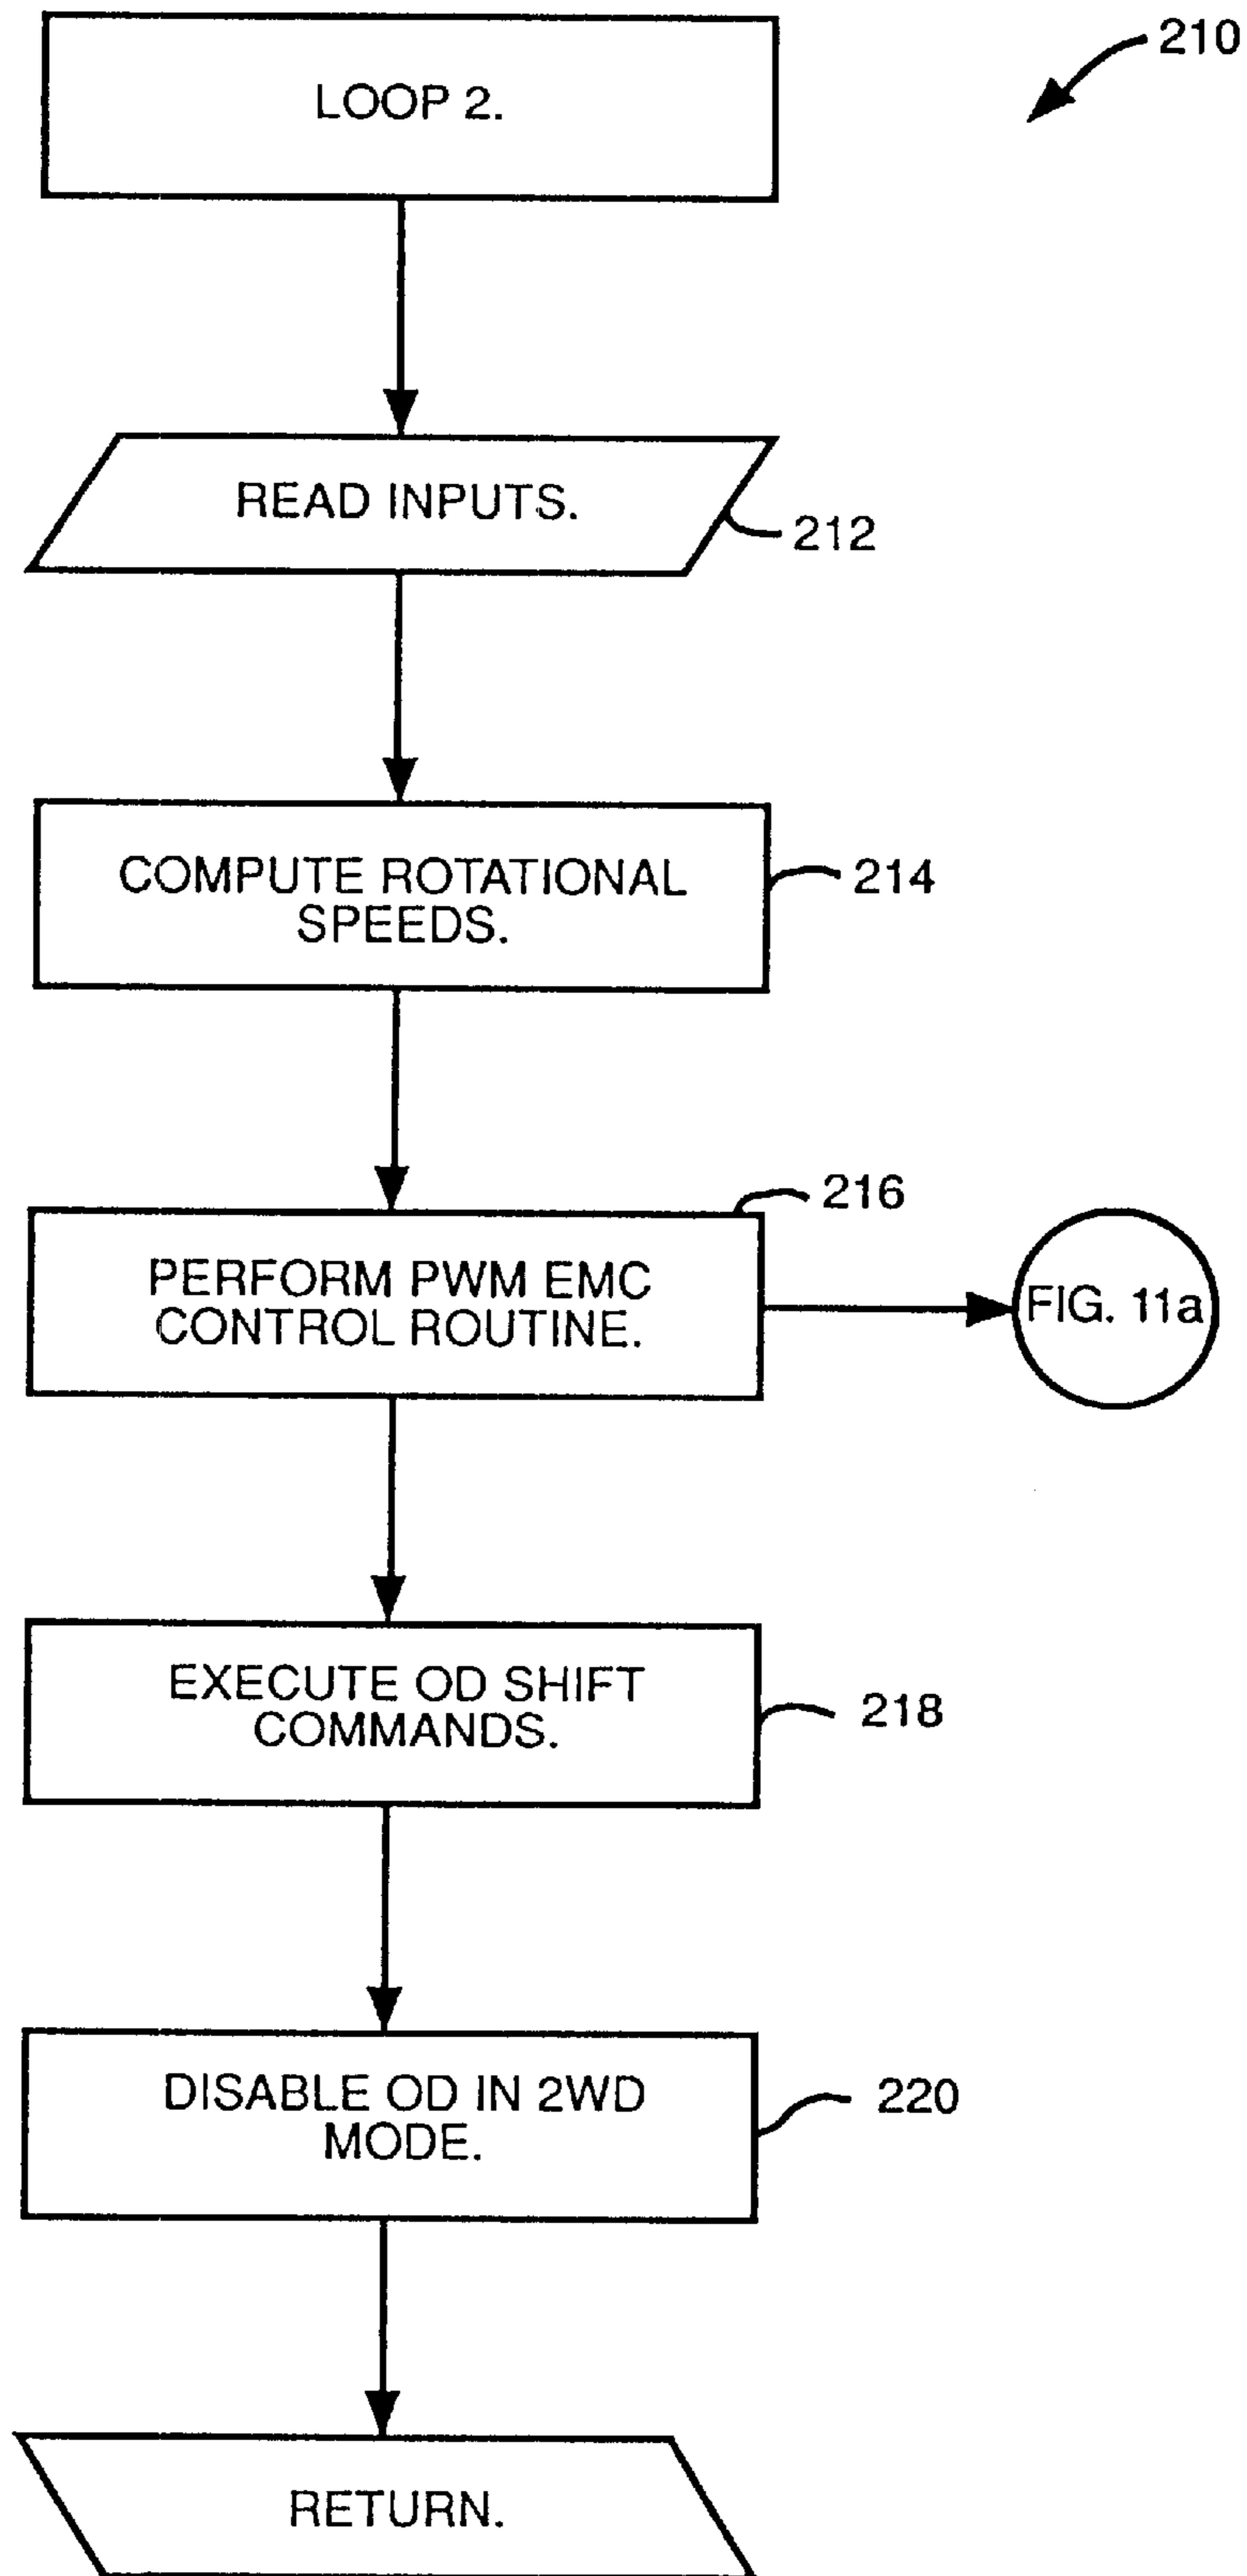 210
LOOP 2.
READ INPUTS.
212
COMPUTE ROTATIONAL
SPEEDS.
214
216
PERFORM PWM EMC
CONTROL ROUTINE.
FIG. 11a
EXECUTE OD SHIFT
COMMANDS.
218
DISABLE OD IN 2WD
MODE.
220
RETURN.